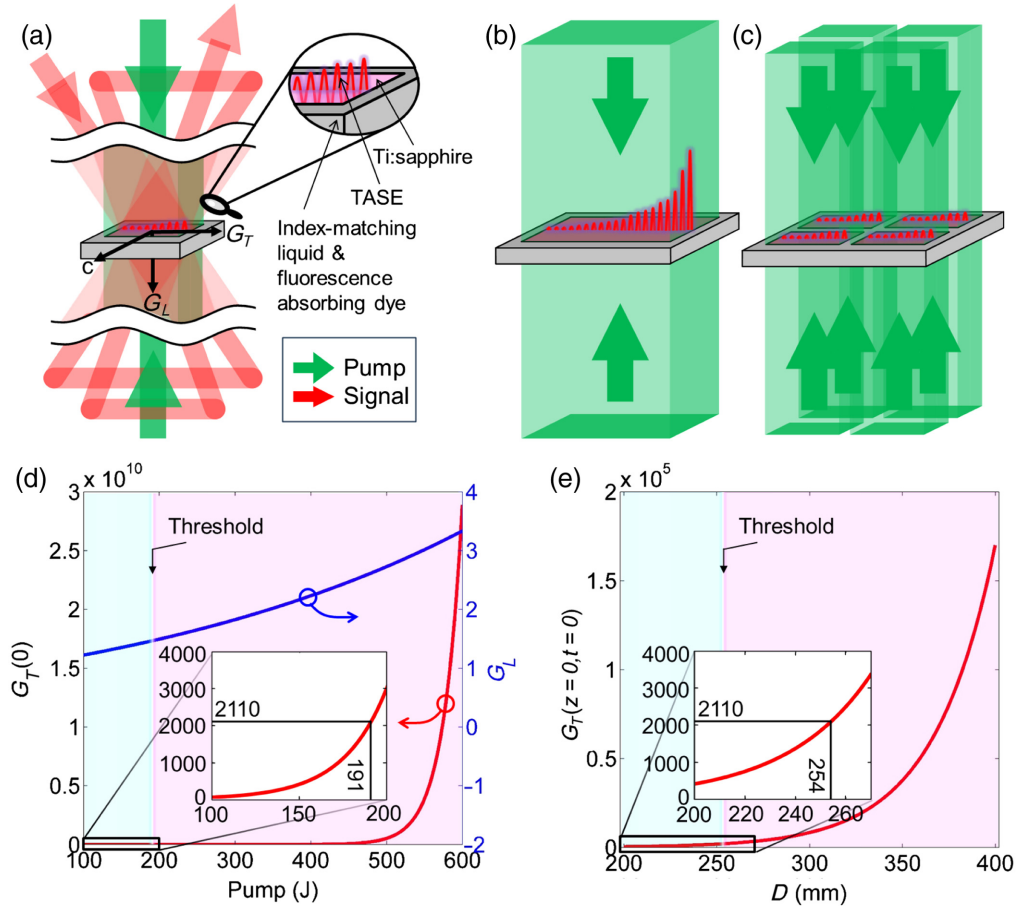 (a)
Ti:sapphire
TASE
Index-matching
liquid &
fluorescence
absorbing dye
G_T
c
G_L
Pump
Signal
(b)
(c)
(d)
× 10^10
3
2.5
2
1.5
1
0.5
0
G_T(0)
Threshold
4
3
2
1
0
−1
−2
G_L
4000
3000
2000
1000
0
2110
191
100 150 200
100 200 300 400 500 600
Pump (J)
(e)
× 10^5
2
1.5
1
0.5
0
G_T(z = 0,t = 0)
Threshold
4000
3000
2000
1000
0
2110
254
200 220 240 260
200 250 300 350 400
D (mm)